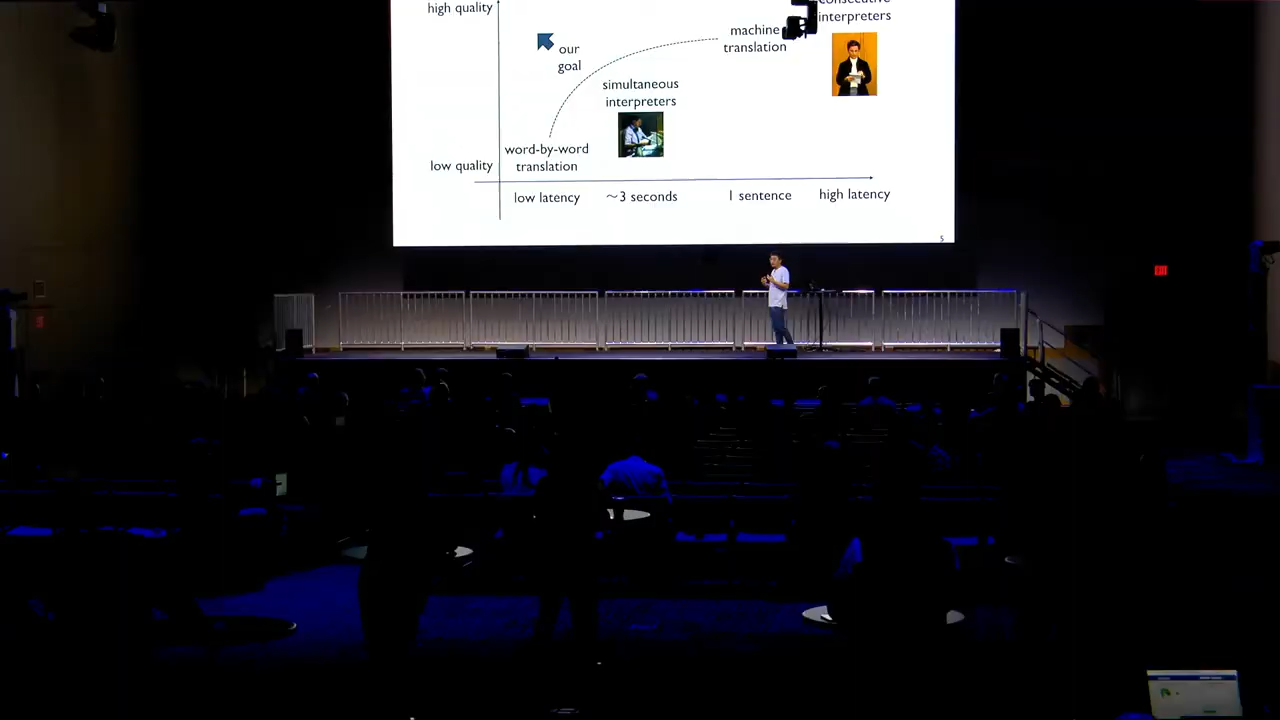 high quality
consecutive
interpreters
machine
translation
our
goal
simultaneous
interpreters
word-by-word
translation
low quality
low latency
~3 seconds
1 sentence
high latency
5